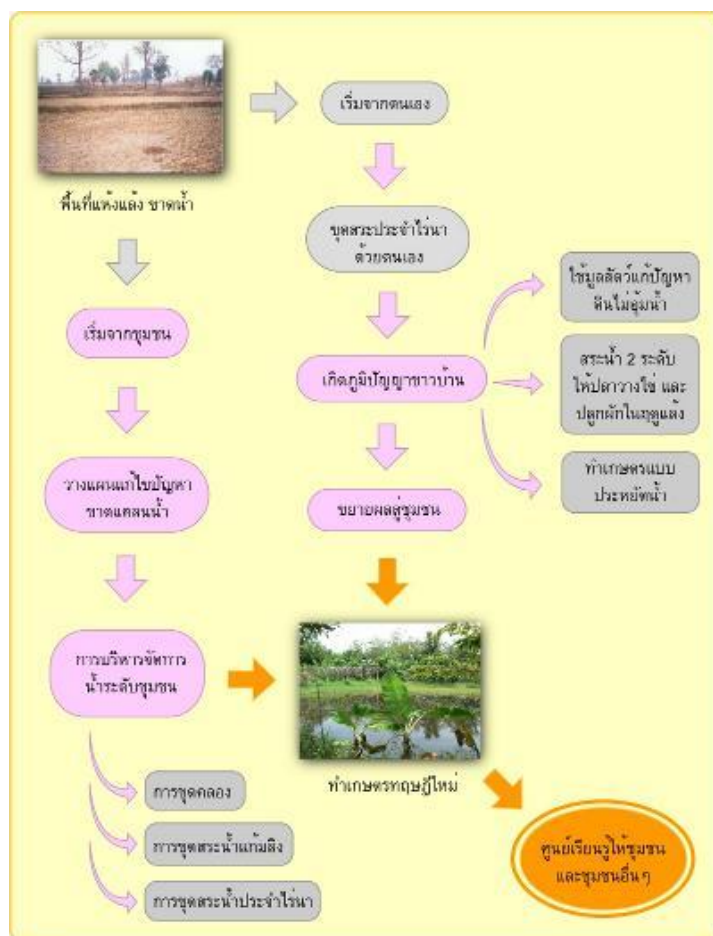 พื้นที่แห้งแล้ง ขาดน้ำ
เริ่มจากตนเอง
ขุดสระประจำไร่นา
ด้วยตนเอง
เกิดภูมิปัญญาชาวบ้าน
ใช้มูลสัตว์แก้ปัญหา
ดินไม่อุ้มน้ำ
สระน้ำ 2 ระดับ
ให้ปลาวางไข่ และ
ปลูกผักในฤดูแล้ง
ทำเกษตรแบบ
ประหยัดน้ำ
ขยายผลสู่ชุมชน
เริ่มจากชุมชน
วางแผนแก้ไขปัญหา
ขาดแคลนน้ำ
การบริหารจัดการ
น้ำระดับชุมชน
การขุดคลอง
การขุดสระน้ำแก้มลิง
การขุดสระน้ำประจำไร่นา
ทำเกษตรทฤษฎีใหม่
ศูนย์เรียนรู้ให้ชุมชน
และชุมชนอื่นๆ